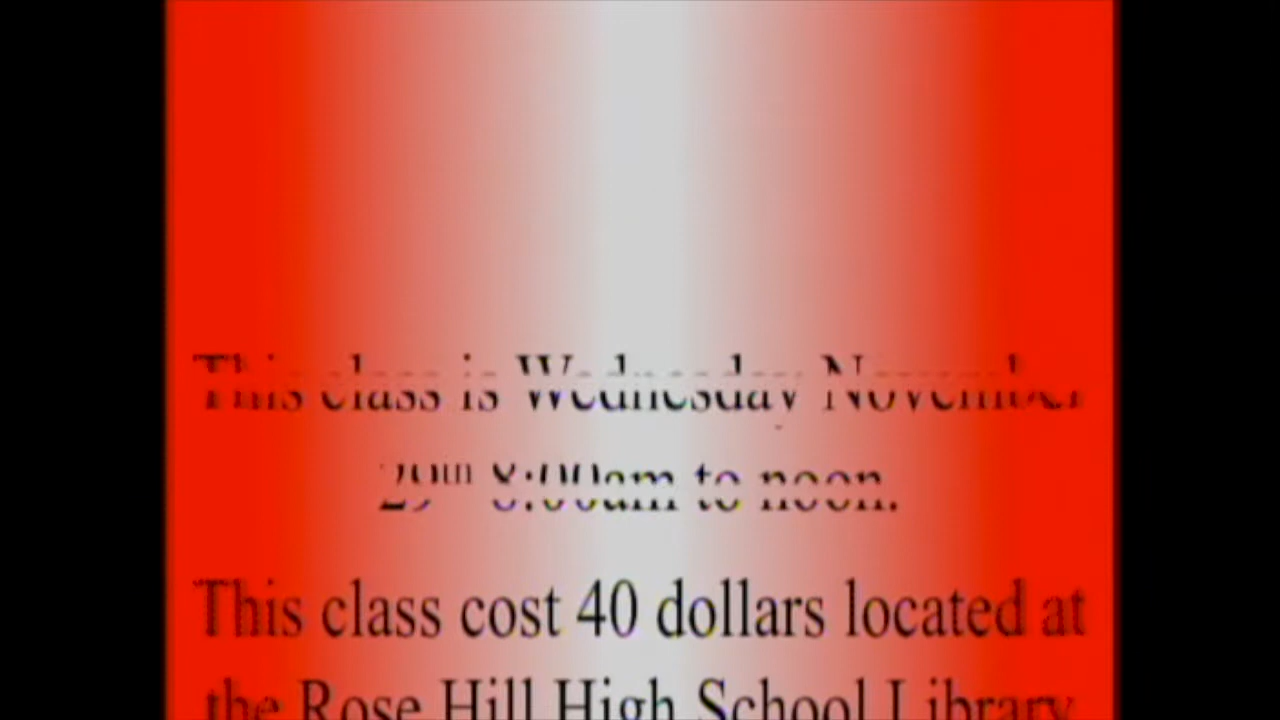 This class is Wednesday November
29th 8:00am to noon.
This class cost 40 dollars located at
the Rose Hill High School Library